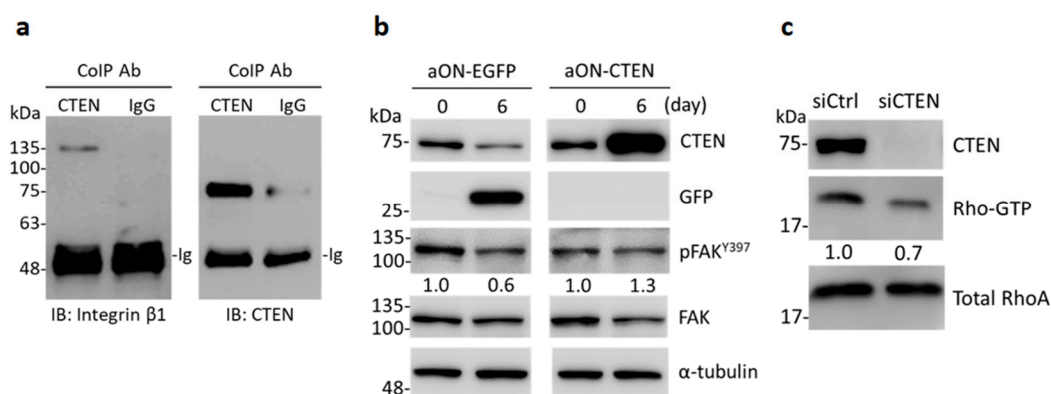 a
CoIP Ab
CoIP Ab
kDa
CTEN IgG
CTEN IgG
135-
100-
75-
63-
48-
-Ig
-Ig
IB: Integrin β1
IB: CTEN
b
aON-EGFP
aON-CTEN
kDa
0 6
0 6 (day)
75-
CTEN
25-
GFP
135-
100-
pFAKY397
1.0 0.6 1.0 1.3
135-
100-
FAK
48-
α-tubulin
c
siCtrl siCTEN
kDa
75-
CTEN
17-
Rho-GTP
1.0 0.7
17-
Total RhoA